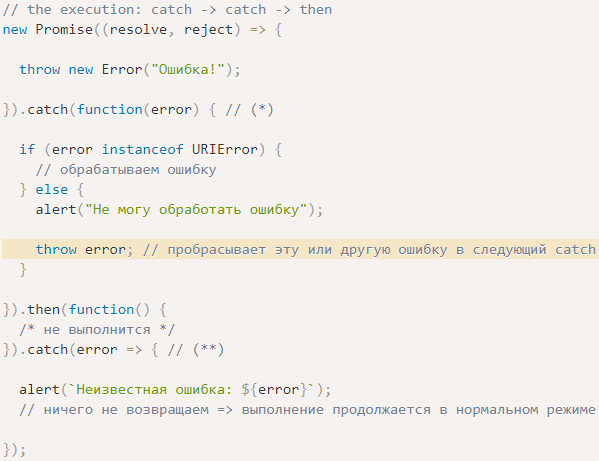 // the execution: catch -> catch -> then
new Promise((resolve, reject) => {
throw new Error("Ошибка!");
}).catch(function(error) { // (*)
if (error instanceof URIError) {
// обрабатываем ошибку
} else {
alert("Не могу обработать ошибку");
throw error; // пробрасывает эту или другую ошибку в следующий catch
}
}).then(function() {
/* не выполнится */
}).catch(error => { // (**)
alert(`Неизвестная ошибка: ${error}`);
// ничего не возвращаем => выполнение продолжается в нормальном режиме
});